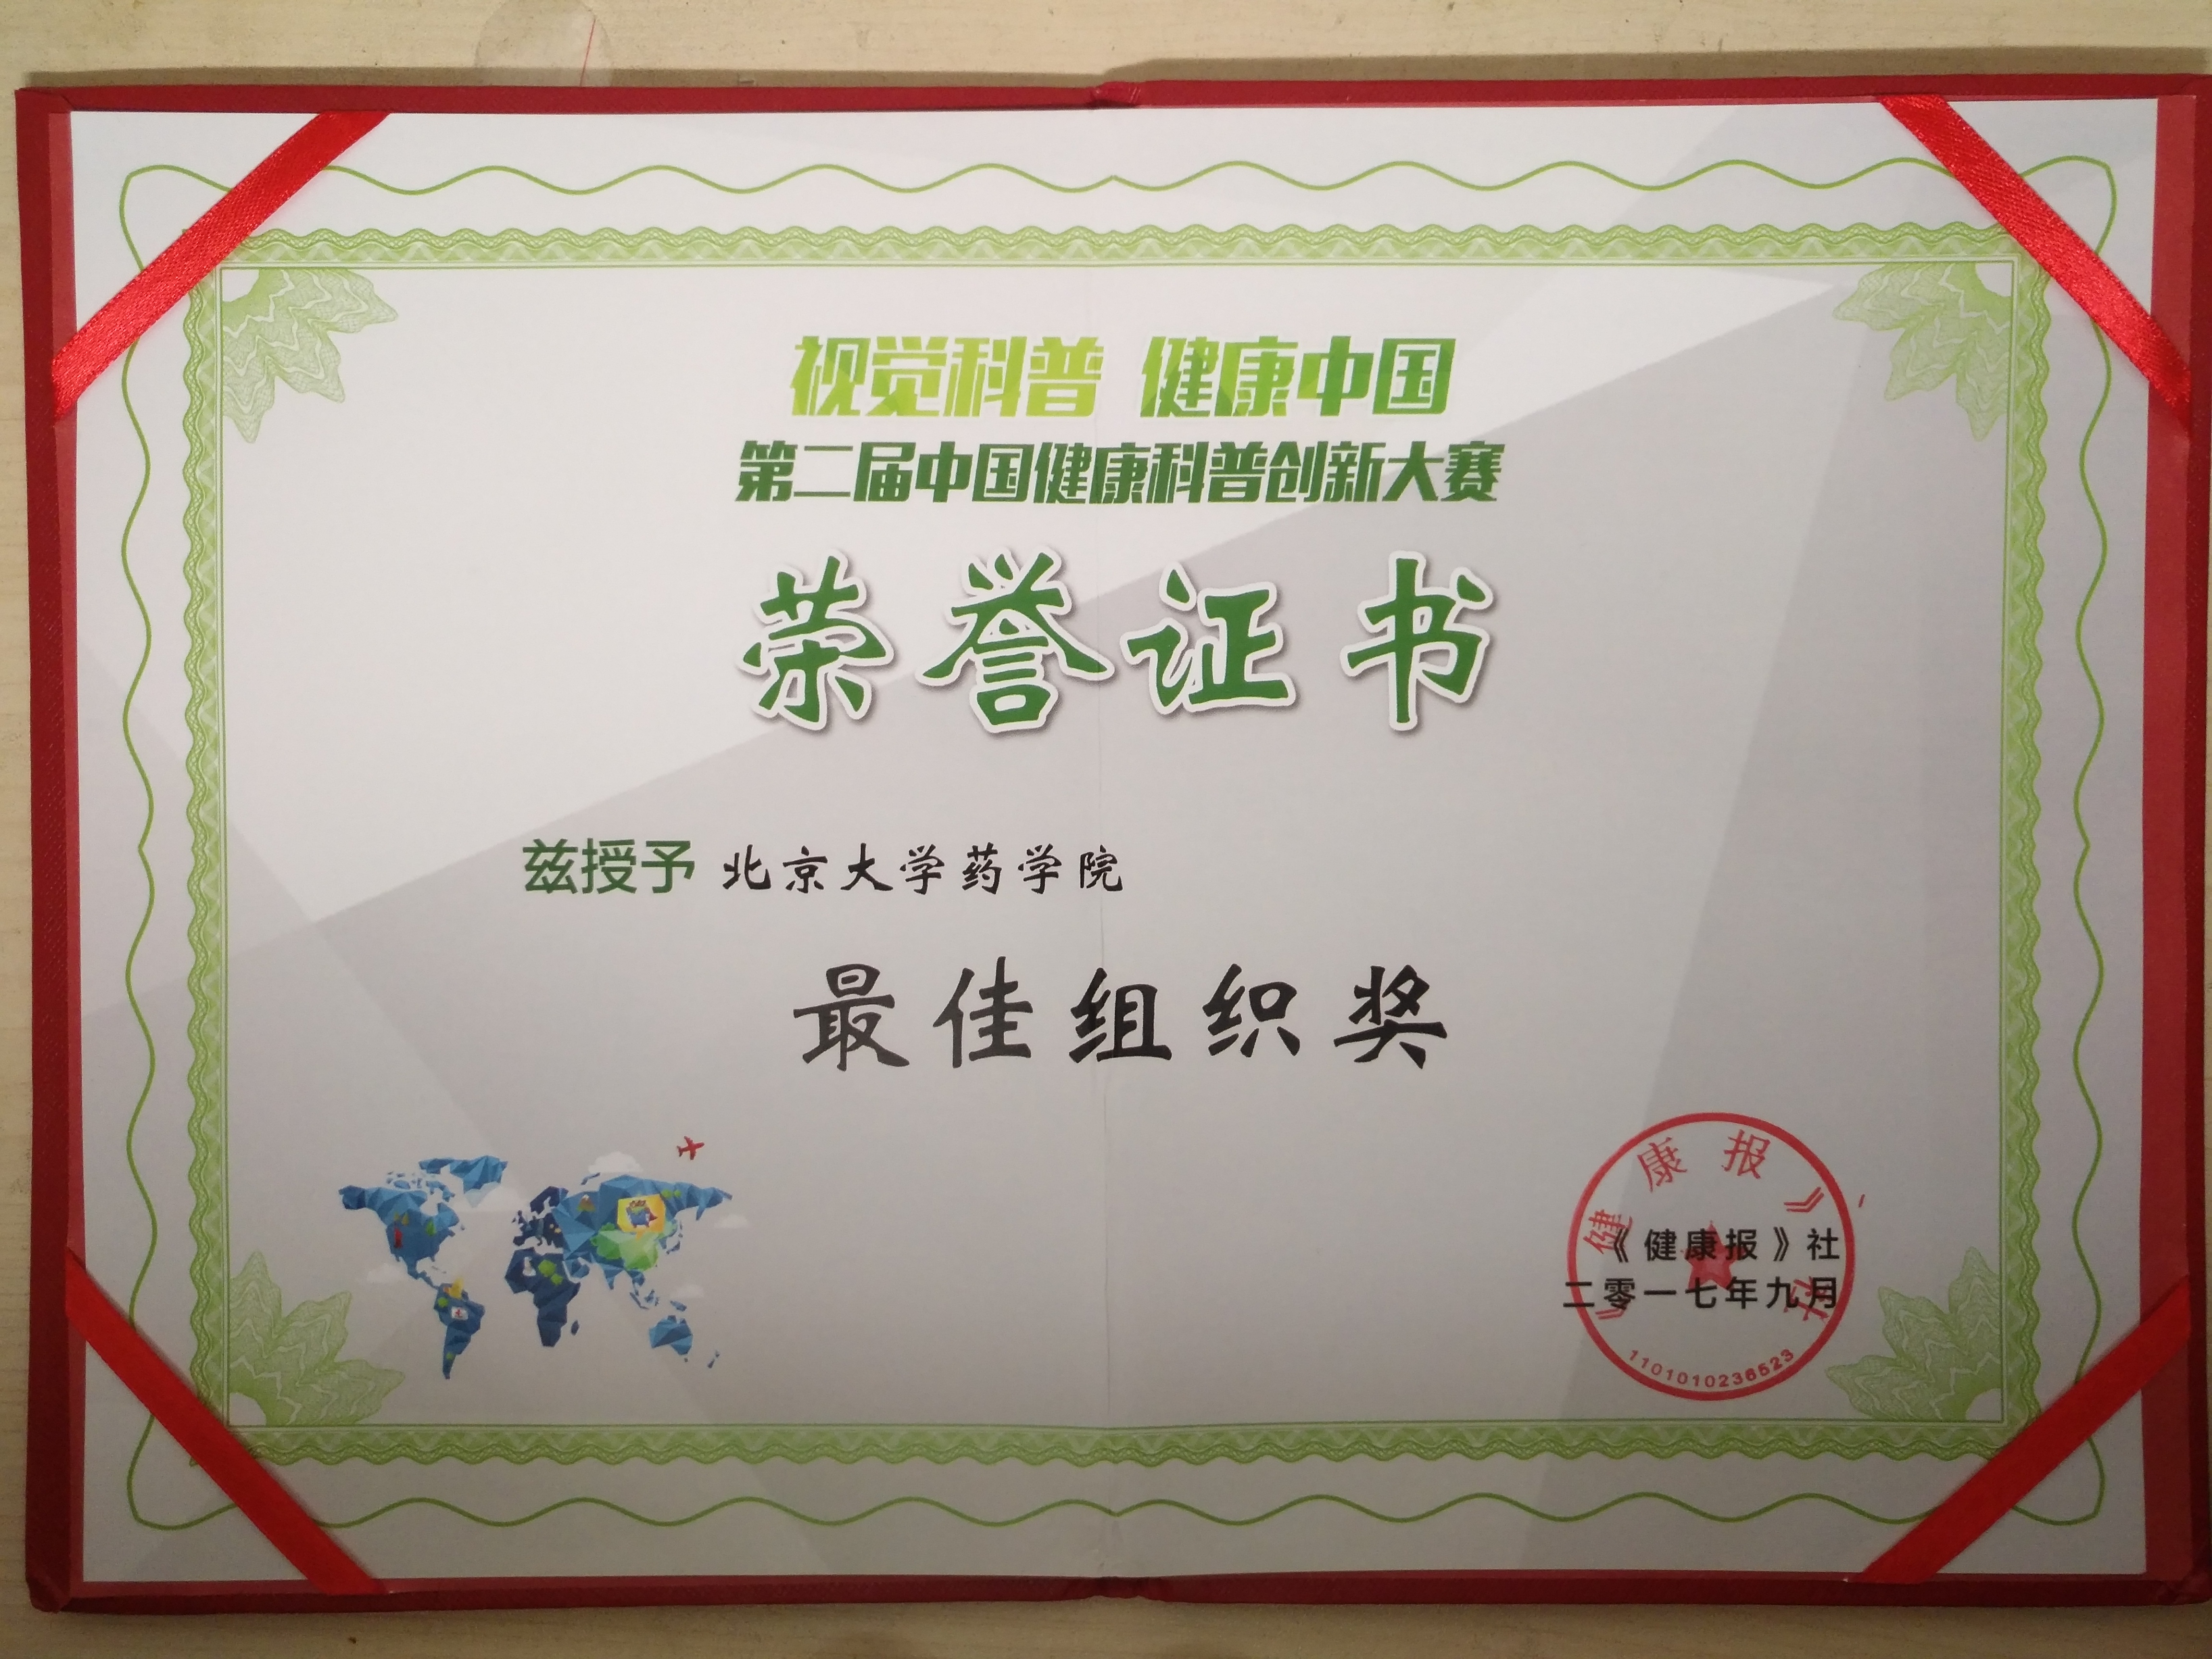 视觉科普 健康中国
第二届中国健康科普创新大赛
荣誉证书
兹授予 北京大学药学院
最佳组织奖
《健康报》社
《健康报》社
二零一七年九月
1101010236523